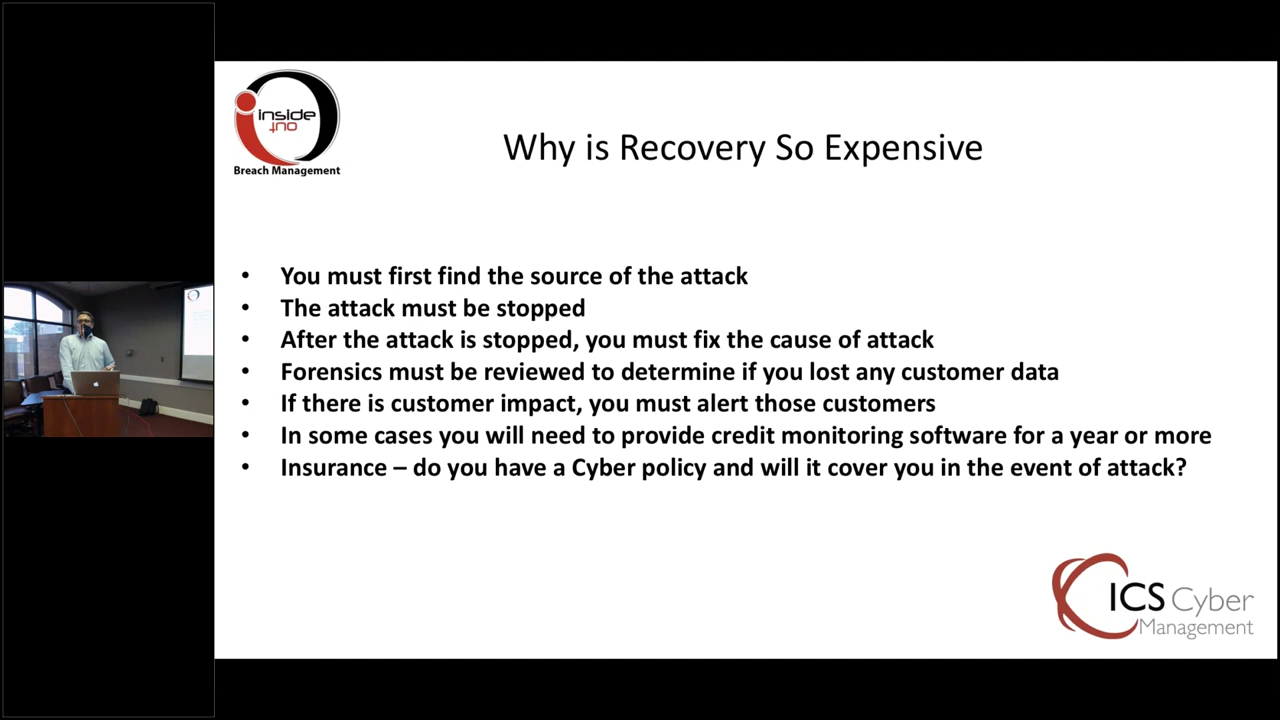 inside
out
Breach Management
Why is Recovery So Expensive
• You must first find the source of the attack
• The attack must be stopped
• After the attack is stopped, you must fix the cause of attack
• Forensics must be reviewed to determine if you lost any customer data
• If there is customer impact, you must alert those customers
• In some cases you will need to provide credit monitoring software for a year or more
• Insurance – do you have a Cyber policy and will it cover you in the event of attack?
ICS Cyber
Management